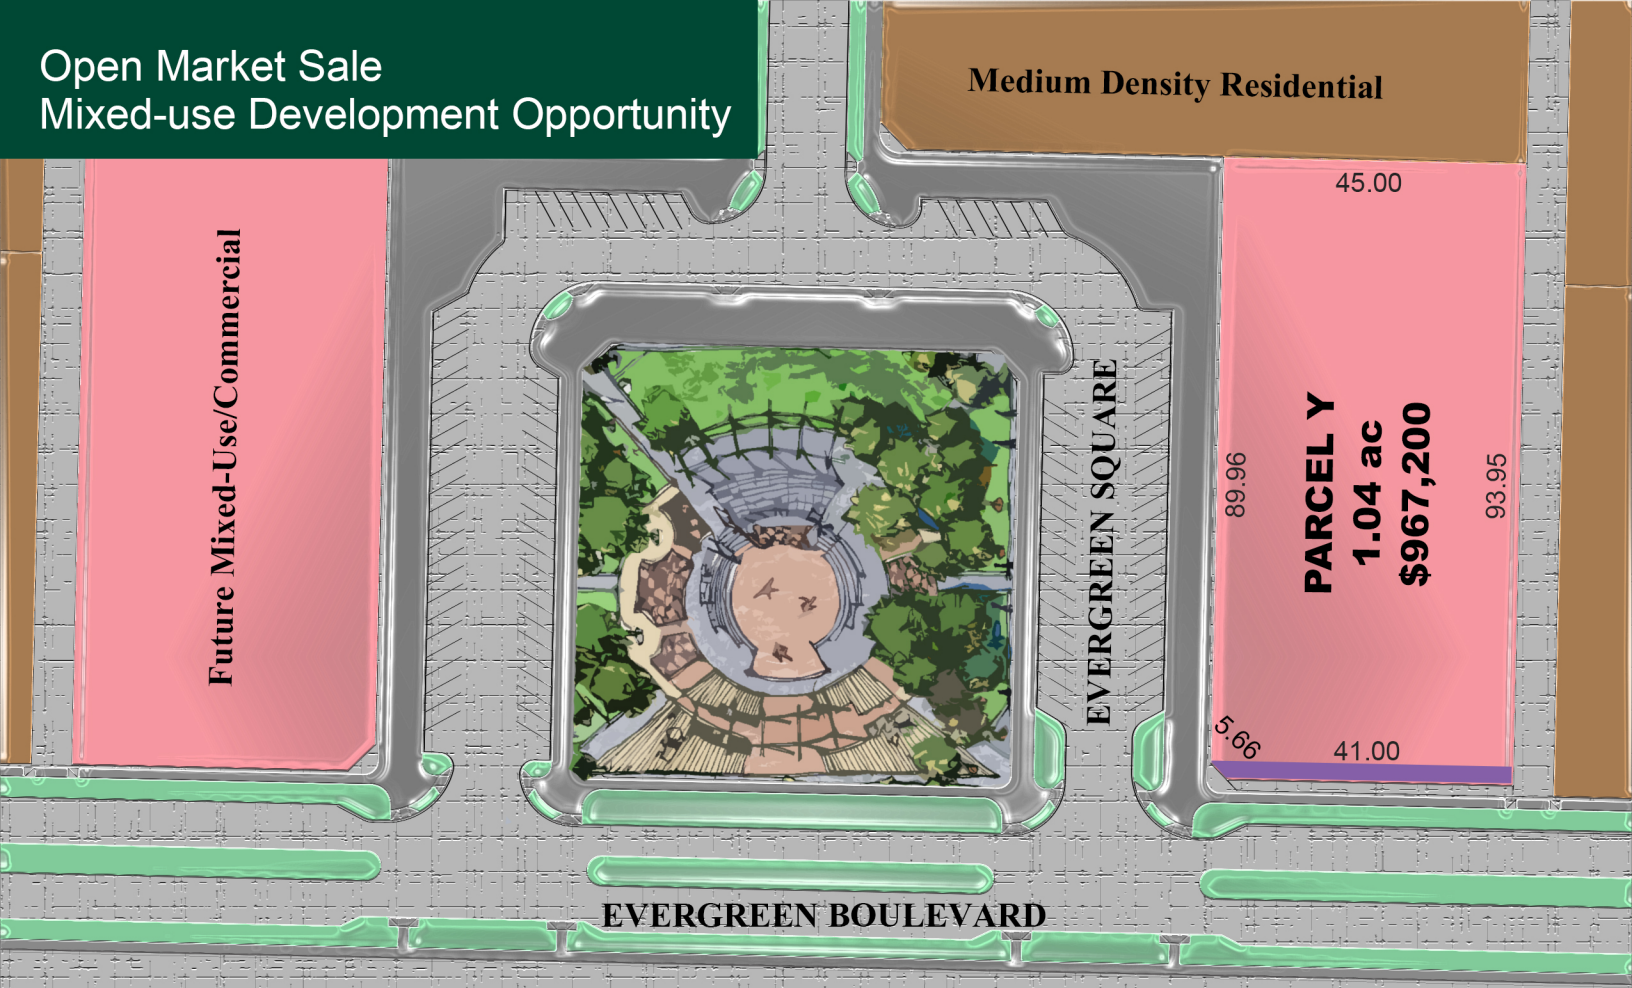 Open Market Sale
Mixed-use Development Opportunity
Medium Density Residential
45.00
Future Mixed-Use/Commercial
EVERGREEN SQUARE
89.96
PARCEL Y
1.04 ac
$967,200
93.95
5.66
41.00
EVERGREEN BOULEVARD